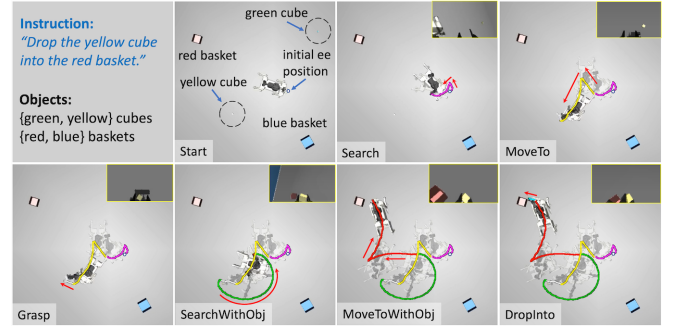 Instruction:
“Drop the yellow cube
into the red basket.”
Objects:
{green, yellow} cubes
{red, blue} baskets
green cube
red basket
initial ee
position
yellow cube
blue basket
Start
Search
MoveTo
Grasp
SearchWithObj
MoveToWithObj
DropInto